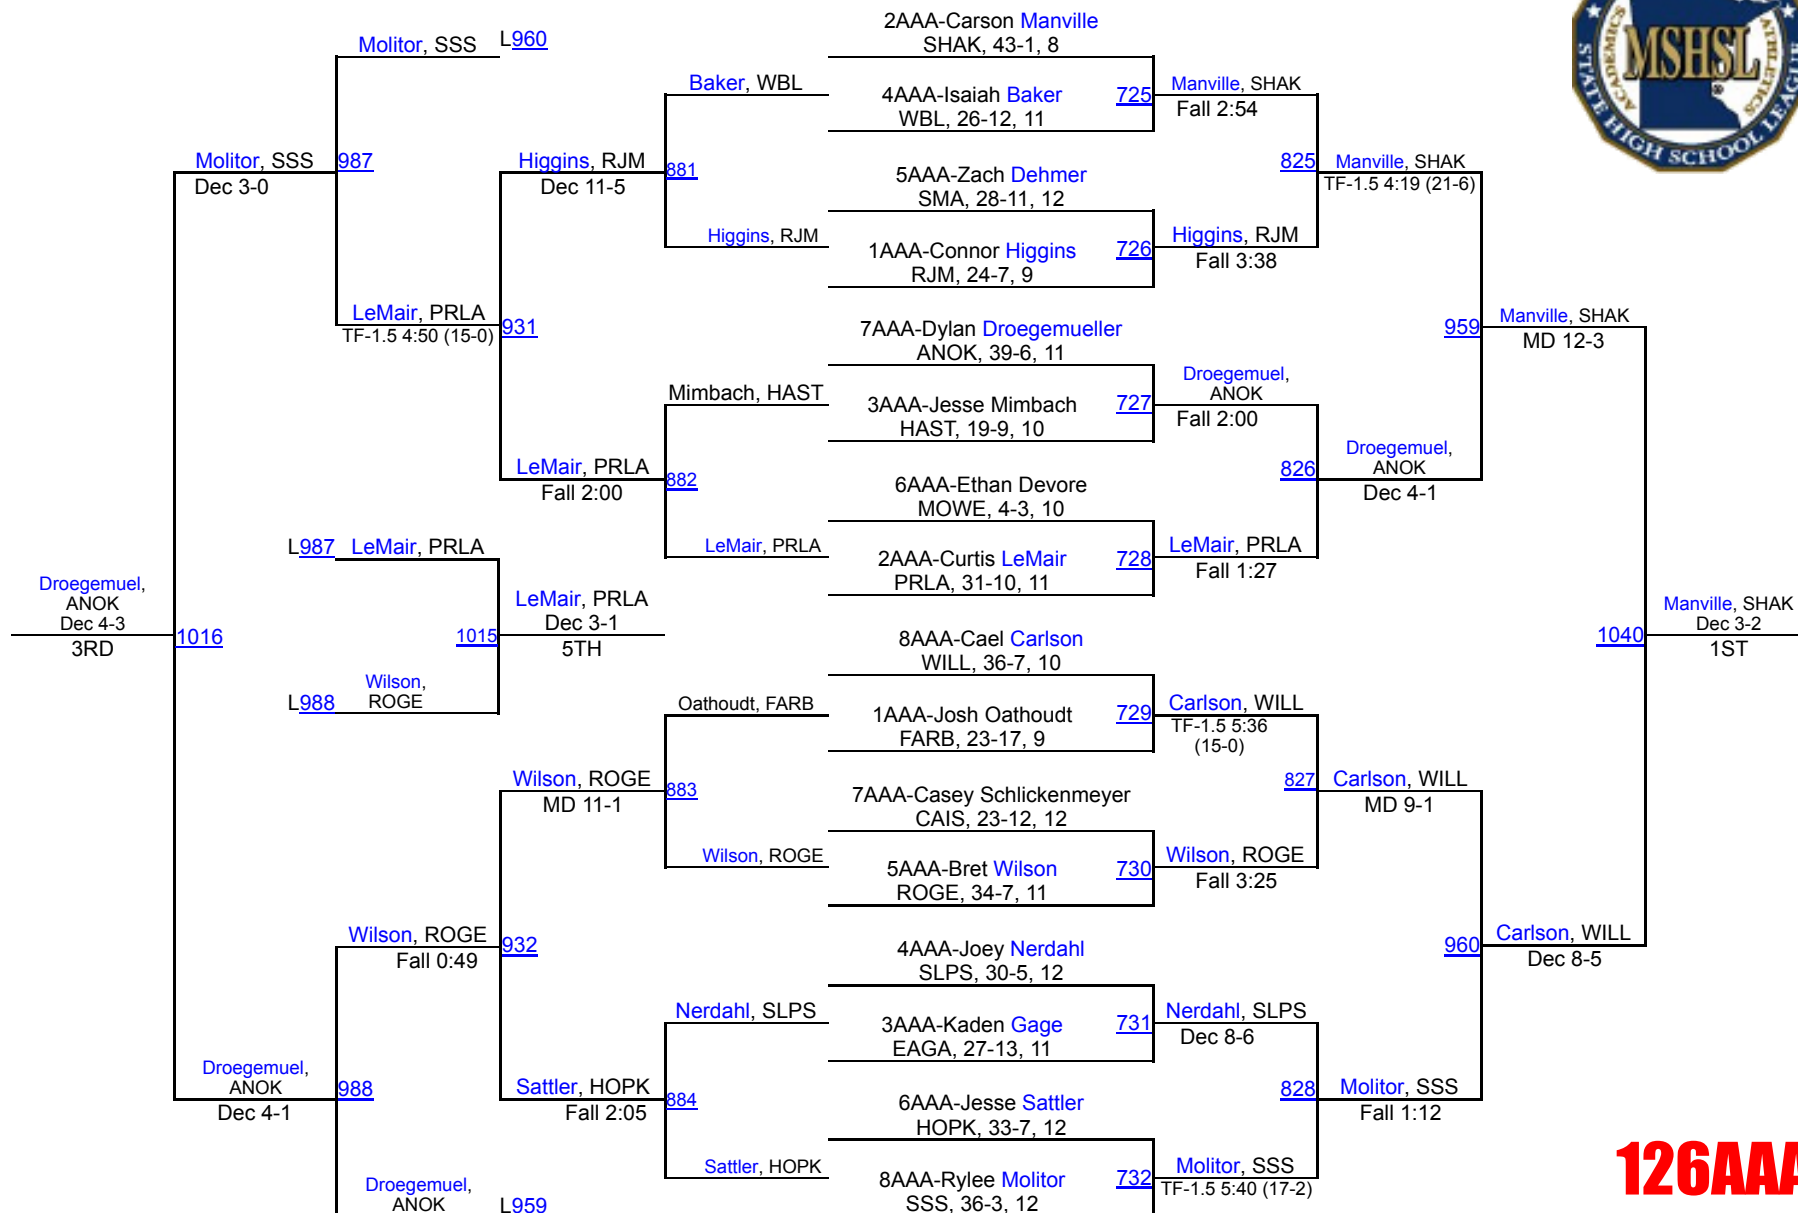 2AAA-Carson Manville
SHAK, 43-1, 8
Molitor, SSS L960
Baker, WBL
4AAA-Isaiah Baker 725
WBL, 26-12, 11
Manville, SHAK
Fall 2:54
Molitor, SSS 987
Dec 3-0
Higgins, RJM 881
Dec 11-5
5AAA-Zach Dehmer
SMA, 28-11, 12
825 Manville, SHAK
TF-1.5 4:19 (21-6)
Higgins, RJM
1AAA-Connor Higgins 726
RJM, 24-7, 9
Higgins, RJM
Fall 3:38
LeMair, PRLA 931
TF-1.5 4:50 (15-0)
7AAA-Dylan Droegemueller
ANOK, 39-6, 11
959 Manville, SHAK
MD 12-3
Mimbach, HAST
3AAA-Jesse Mimbach 727
HAST, 19-9, 10
Droegemuel,
ANOK
Fall 2:00
LeMair, PRLA 882
Fall 2:00
6AAA-Ethan Devore
MOWE, 4-3, 10
826 Droegemuel,
ANOK
Dec 4-1
L987 LeMair, PRLA
LeMair, PRLA
2AAA-Curtis LeMair 728
PRLA, 31-10, 11
LeMair, PRLA
Fall 1:27
Droegemuel,
ANOK
Dec 4-3
3RD
1016
1015
LeMair, PRLA
Dec 3-1
5TH
8AAA-Cael Carlson
WILL, 36-7, 10
1040
Manville, SHAK
Dec 3-2
1ST
L988 Wilson,
ROGE
Oathoudt, FARB
1AAA-Josh Oathoudt 729
FARB, 23-17, 9
Carlson, WILL
TF-1.5 5:36
(15-0)
Wilson, ROGE 883
MD 11-1
7AAA-Casey Schlickenmeyer
CAIS, 23-12, 12
827 Carlson, WILL
MD 9-1
Wilson, ROGE
5AAA-Bret Wilson 730
ROGE, 34-7, 11
Wilson, ROGE
Fall 3:25
Wilson, ROGE 932
Fall 0:49
4AAA-Joey Nerdahl
SLPS, 30-5, 12
960 Carlson, WILL
Dec 8-5
Nerdahl, SLPS
3AAA-Kaden Gage 731
EAGA, 27-13, 11
Nerdahl, SLPS
Dec 8-6
Droegemuel,
ANOK
Dec 4-1
988
Sattler, HOPK 884
Fall 2:05
6AAA-Jesse Sattler
HOPK, 33-7, 12
828 Molitor, SSS
Fall 1:12
Droegemuel,
ANOK L959
Sattler, HOPK
8AAA-Rylee Molitor 732
SSS, 36-3, 12
Molitor, SSS
TF-1.5 5:40 (17-2)
126AAA
MSHSL
ACADEMICS
ATHLETICS
STATE HIGH SCHOOL LEAGUE